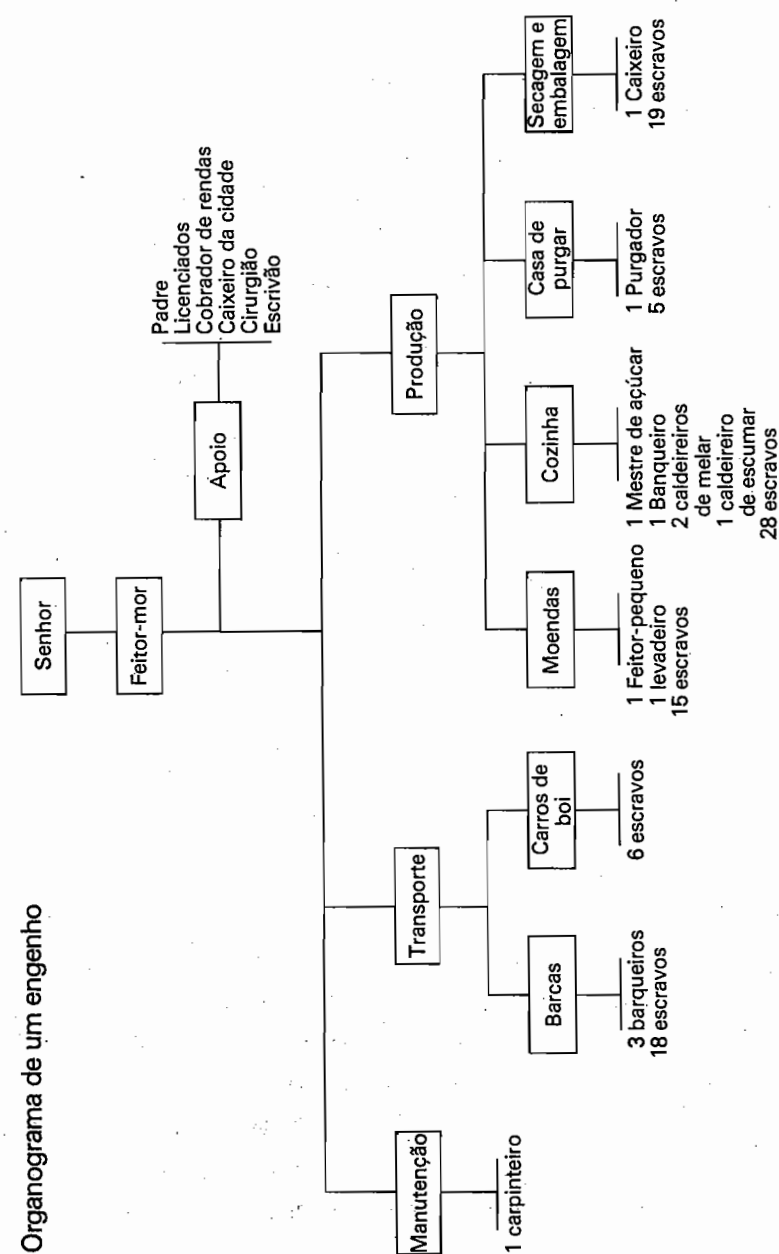 Organograma de um engenho
Senhor
Feitor-mor
Apoio
Padre
Licenciados
Cobrador de rendas
Caixeiro da cidade
Cirurgião
Escrivão
Manutenção
1 carpinteiro
Transporte
Barcas
3 barqueiros
18 escravos
Carros de
boi
6 escravos
Produção
Moendas
1 Feitor-pequeno
1 levadeiro
15 escravos
Cozinha
1 Mestre de açúcar
1 Banqueiro
2 caldeireiros
de melar
1 caldeireiro
de escumar
28 escravos
Casa de
purgar
1 Purgador
5 escravos
Secagem e
embalagem
1 Caixeiro
19 escravos